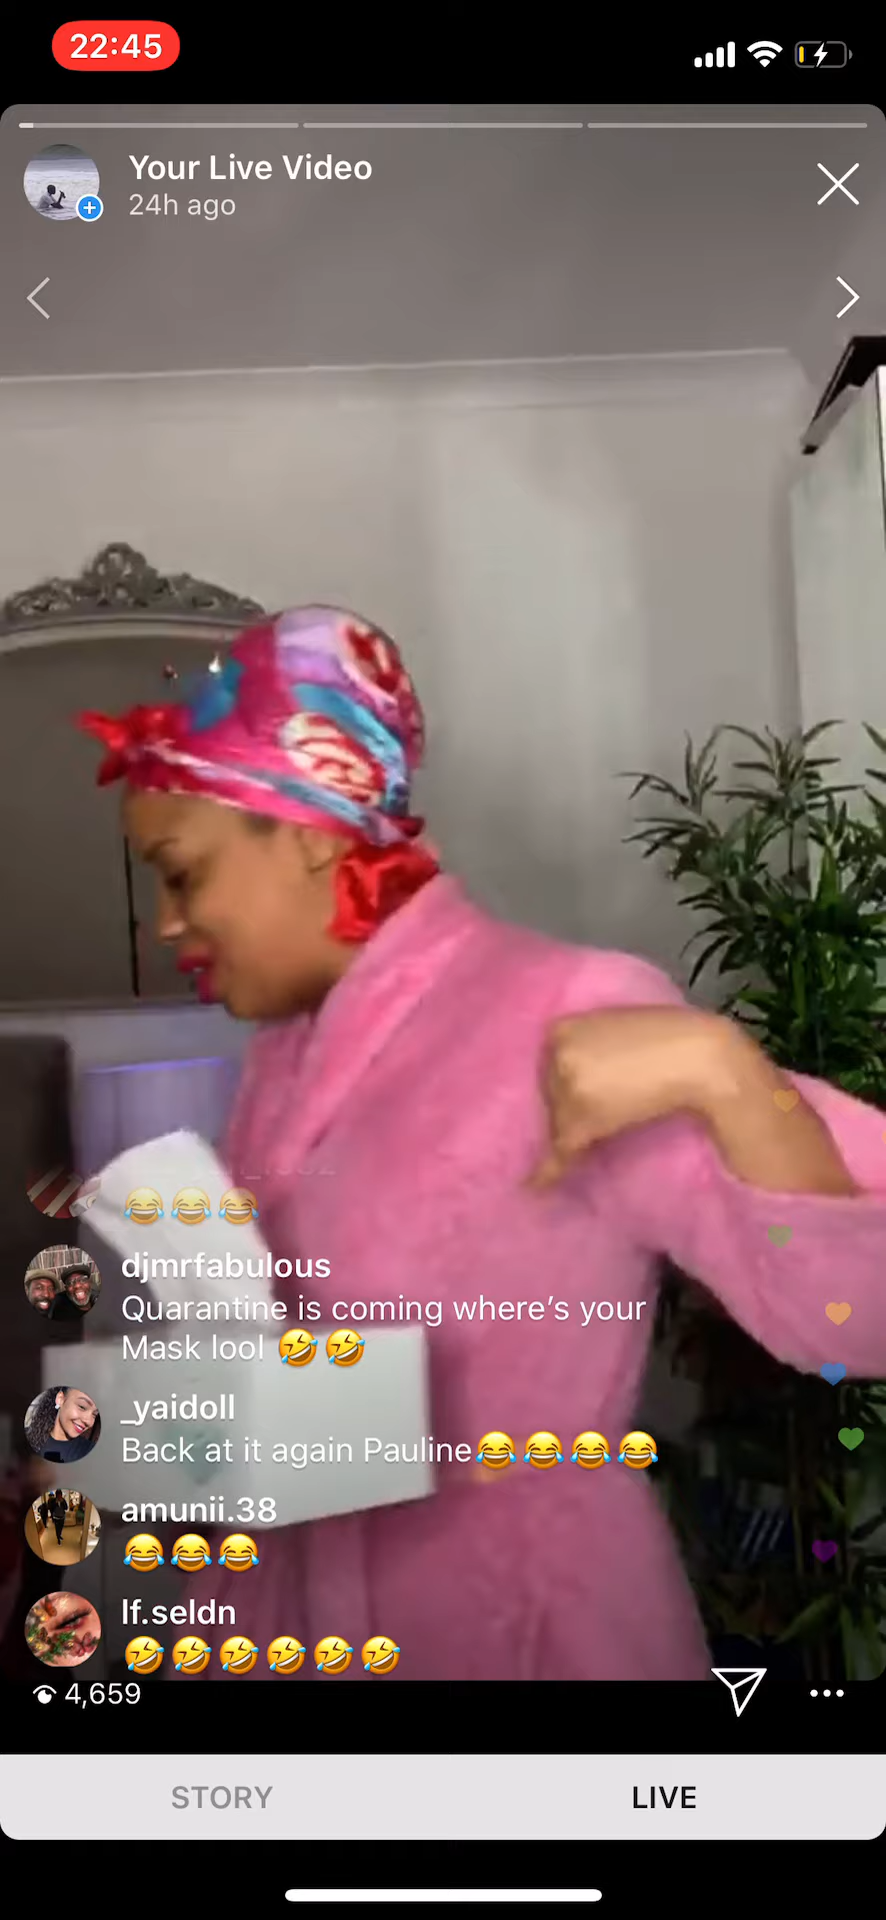 22:45
Your Live Video
24h ago
😂😂😂
djmrfabulous
Quarantine is coming where's your
Mask lool 🤣🤣
_yaidoll
Back at it again Pauline😂😂😂😂
amunii.38
😂😂😂
lf.seldn
🤣🤣🤣🤣🤣🤣
4,659
STORY
LIVE